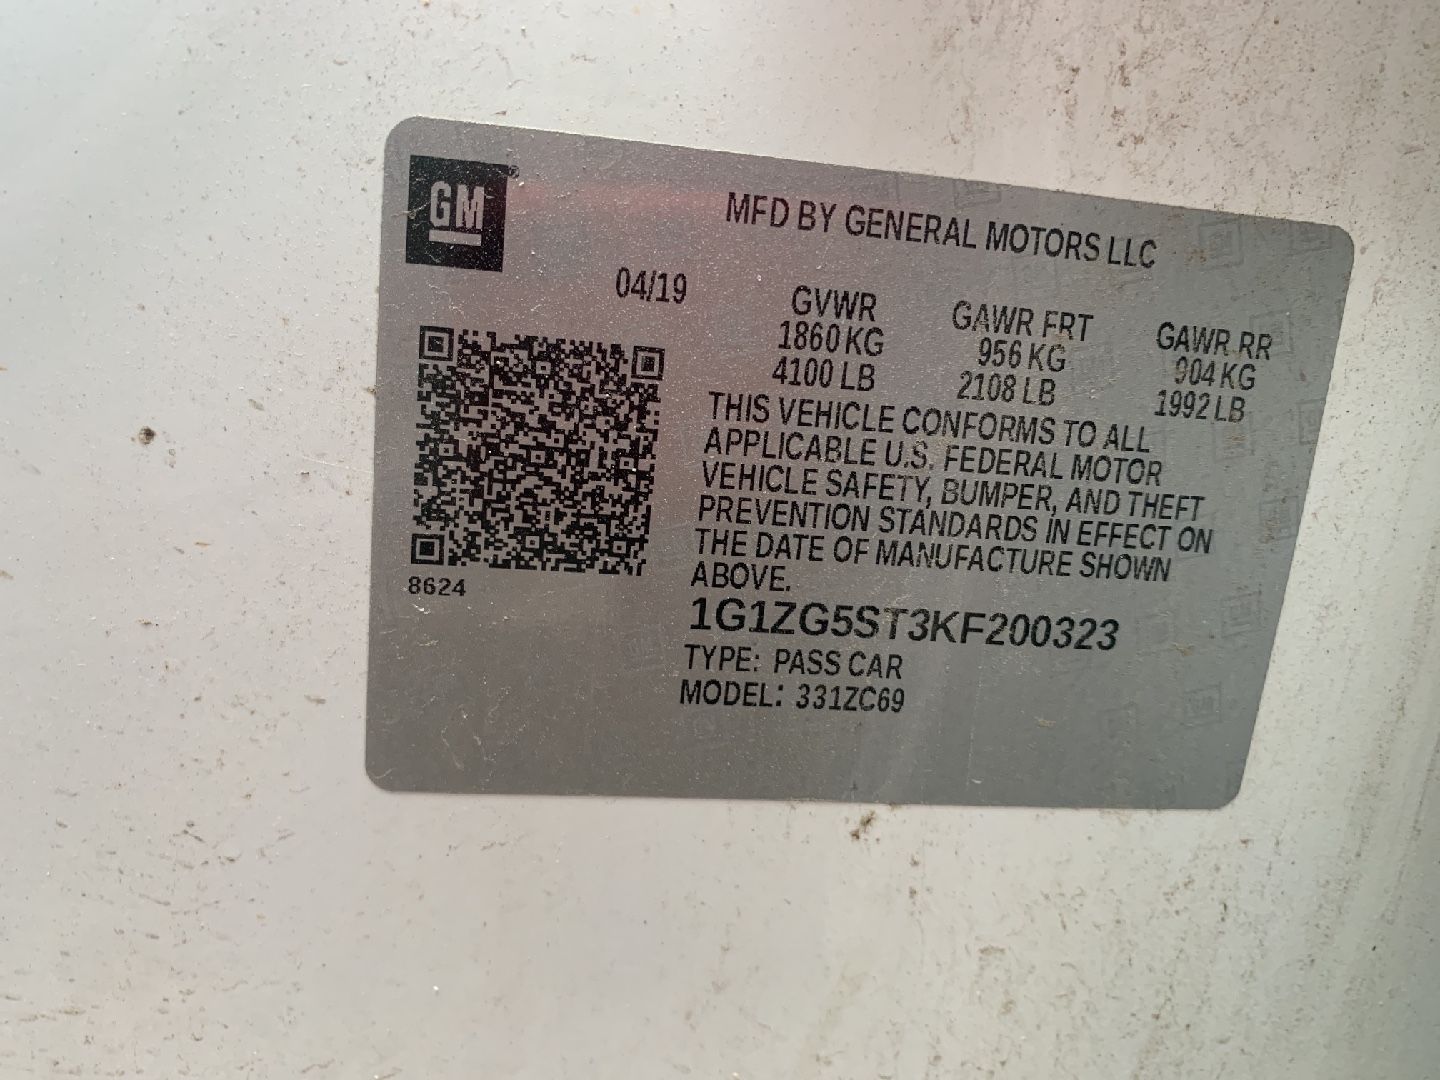 GM
MFD BY GENERAL MOTORS LLC
04/19
GVWR GAWR FRT GAWR RR
1860 KG 956 KG 904 KG
4100 LB 2108 LB 1992 LB
THIS VEHICLE CONFORMS TO ALL
APPLICABLE U.S. FEDERAL MOTOR
VEHICLE SAFETY, BUMPER, AND THEFT
PREVENTION STANDARDS IN EFFECT ON
THE DATE OF MANUFACTURE SHOWN
ABOVE.
8624
1G1ZG5ST3KF200323
TYPE: PASS CAR
MODEL: 331ZC69